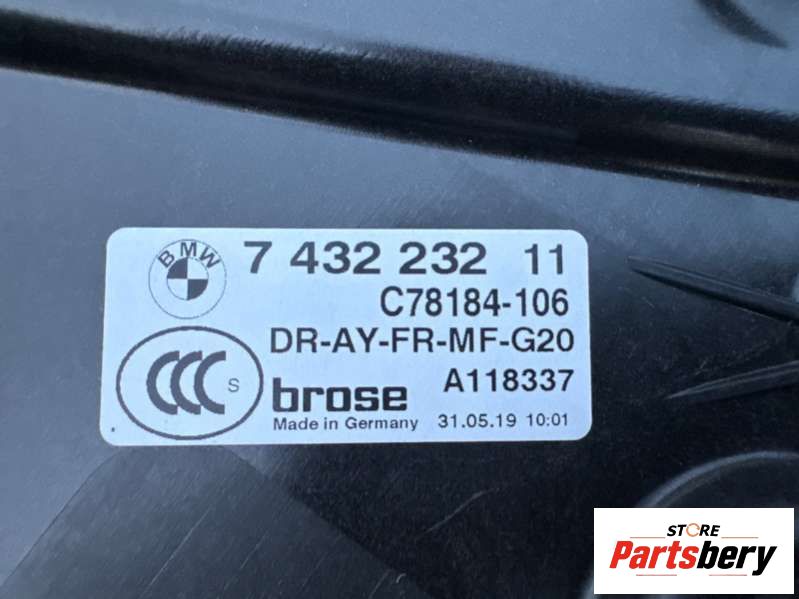 BMW
7 432 232 11
C78184-106
DR-AY-FR-MF-G20
CCC S
brose
A118337
Made in Germany
31.05.19 10:01
STORE
Partsbery